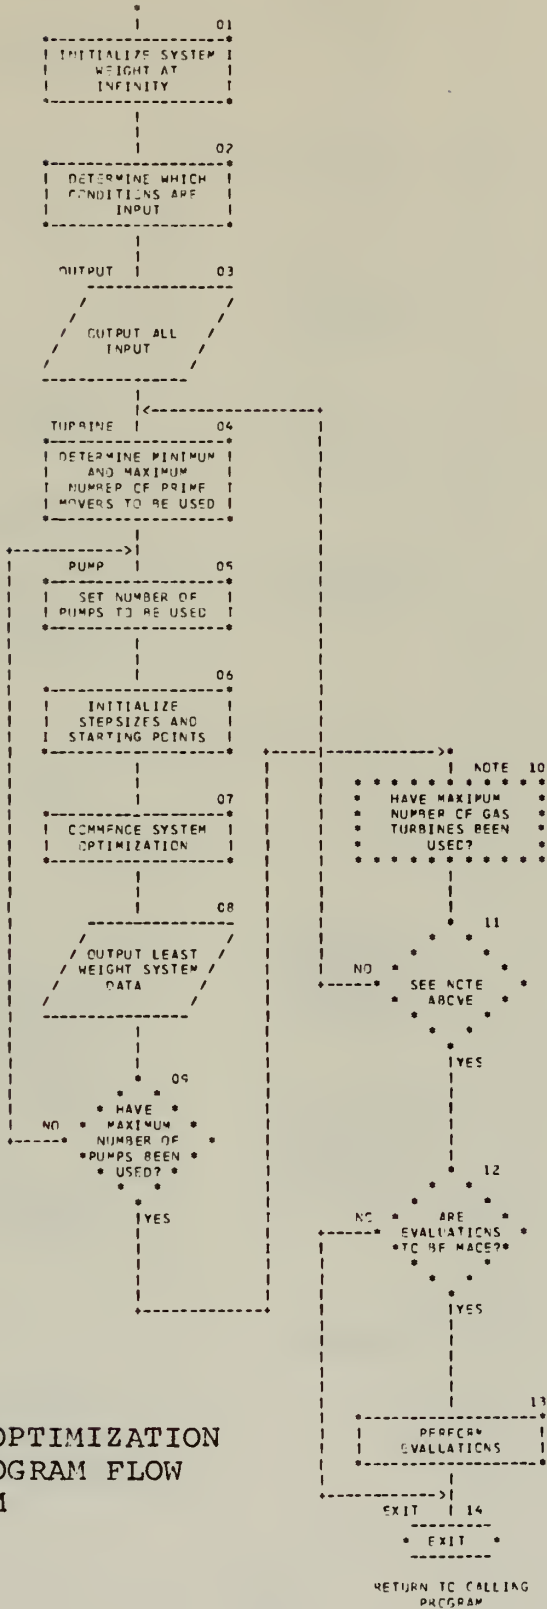 01
INITIALIZE SYSTEM
WEIGHT AT
INFINITY
02
DETERMINE WHICH
CONDITIONS ARE
INPUT
OUTPUT 03
OUTPUT ALL
INPUT
TURBINE 04
DETERMINE MINIMUM
AND MAXIMUM
NUMBER OF PRIME
MOVERS TO BE USED
PUMP 05
SET NUMBER OF
PUMPS TO BE USED
06
INITIALIZE
STEPSIZES AND
STARTING POINTS
07
COMMENCE SYSTEM
OPTIMIZATION
08
OUTPUT LEAST
WEIGHT SYSTEM
DATA
09
HAVE
MAXIMUM
NUMBER OF
PUMPS BEEN
USED?
NO
YES
NOTE 10
HAVE MAXIMUM
NUMBER OF GAS
TURBINES BEEN
USED?
11
SEE NOTE
ABOVE
NO
YES
12
ARE
EVALUATIONS
TO BE MADE?
NO
YES
13
PERFORM
EVALUATIONS
EXIT 14
EXIT
RETURN TO CALLING
PROGRAM
OPTIMIZATION
OGRAM FLOW
M